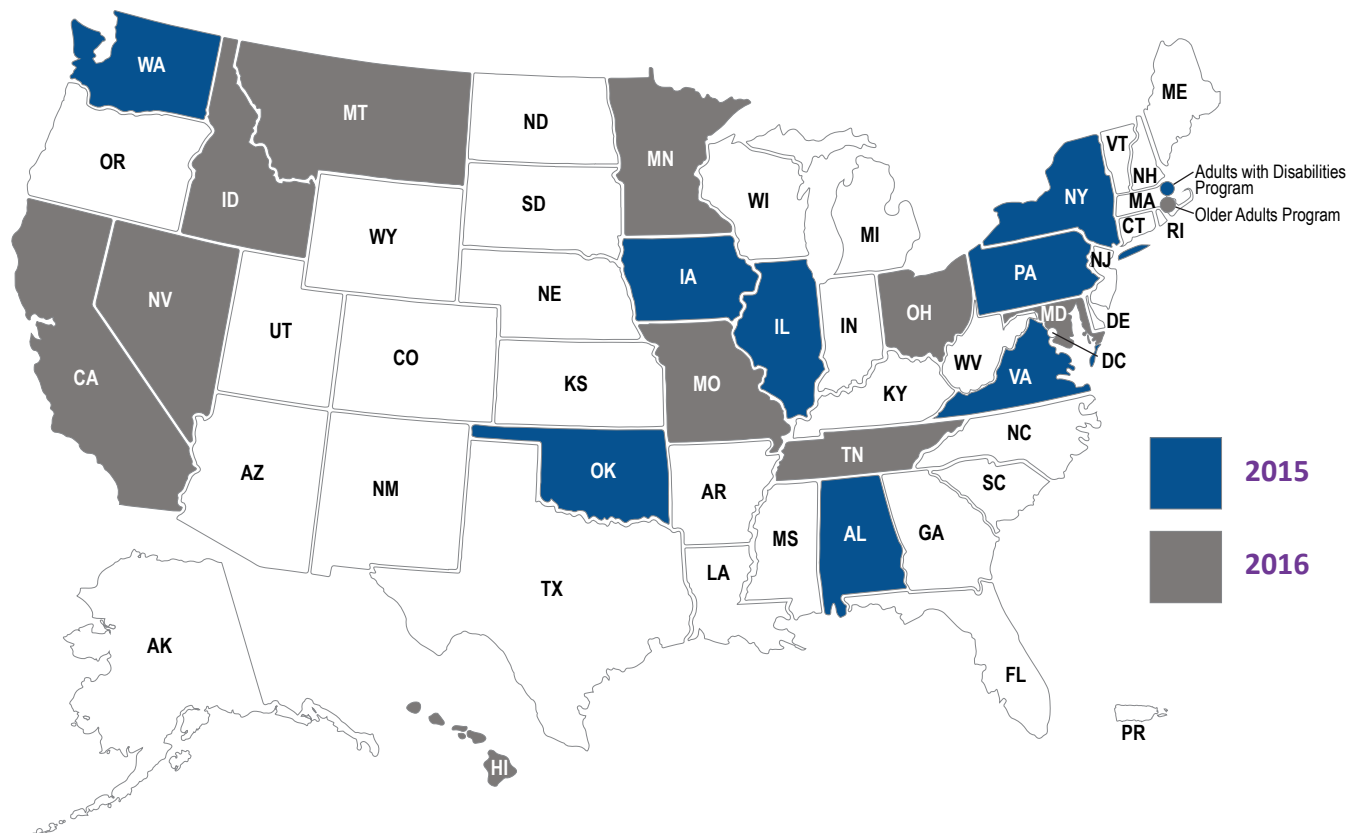 WA
MT
ND
MN
ME
OR
ID
SD
WI
MI
VT
NH
Adults with Disabilities
Program
NY
MA
Older Adults Program
CT
RI
WY
IA
PA
NJ
NV
NE
IL
IN
OH
MD
DE
UT
CO
WV
DC
CA
KS
MO
KY
VA
AZ
NM
OK
AR
TN
NC
SC
2015
MS
AL
GA
LA
TX
2016
AK
FL
HI
PR